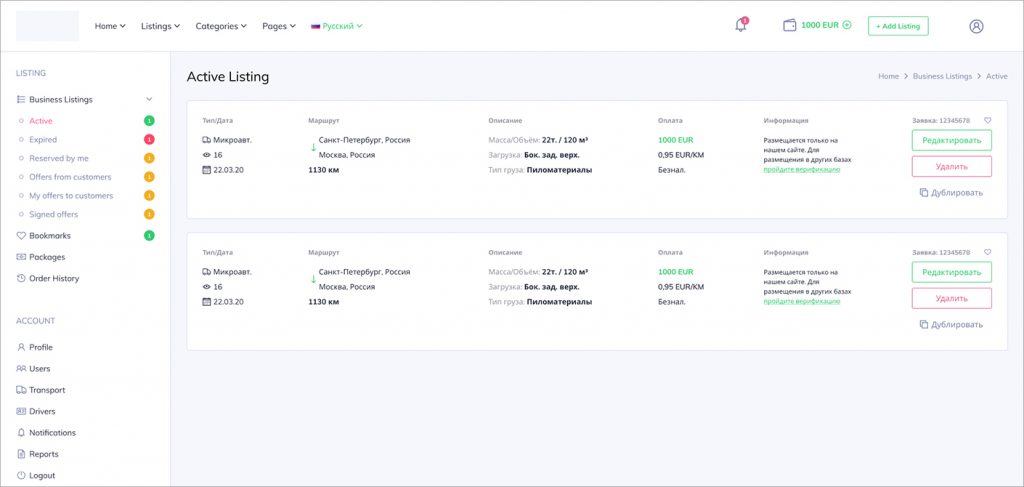 Home Listings Categories Pages Русский 1 1000 EUR + Add Listing
LISTING
Business Listings
Active 1
Expired 1
Reserved by me 1
Offers from customers 1
My offers to customers 1
Signed offers 1
Bookmarks 1
Packages
Order History
ACCOUNT
Profile
Users
Transport
Drivers
Notifications
Reports
Logout
Active Listing
Home > Business Listings > Active
Тип/Дата
Микроавт.
16
22.03.20
Маршрут
Санкт-Петербург, Россия
Москва, Россия
1130 км
Описание
Масса/Объём: 22т. / 120 м³
Загрузка: Бок. зад. верх.
Тип груза: Пиломатериалы
Оплата
1000 EUR
0,95 EUR/KM
Безнал.
Информация
Размещается только на
нашем сайте. Для
размещения в других базах
пройдите верификацию
Заявка: 12345678
Редактировать
Удалить
Дублировать
Тип/Дата
Микроавт.
16
22.03.20
Маршрут
Санкт-Петербург, Россия
Москва, Россия
1130 км
Описание
Масса/Объём: 22т. / 120 м³
Загрузка: Бок. зад. верх.
Тип груза: Пиломатериалы
Оплата
1000 EUR
0,95 EUR/KM
Безнал.
Информация
Размещается только на
нашем сайте. Для
размещения в других базах
пройдите верификацию
Заявка: 12345678
Редактировать
Удалить
Дублировать